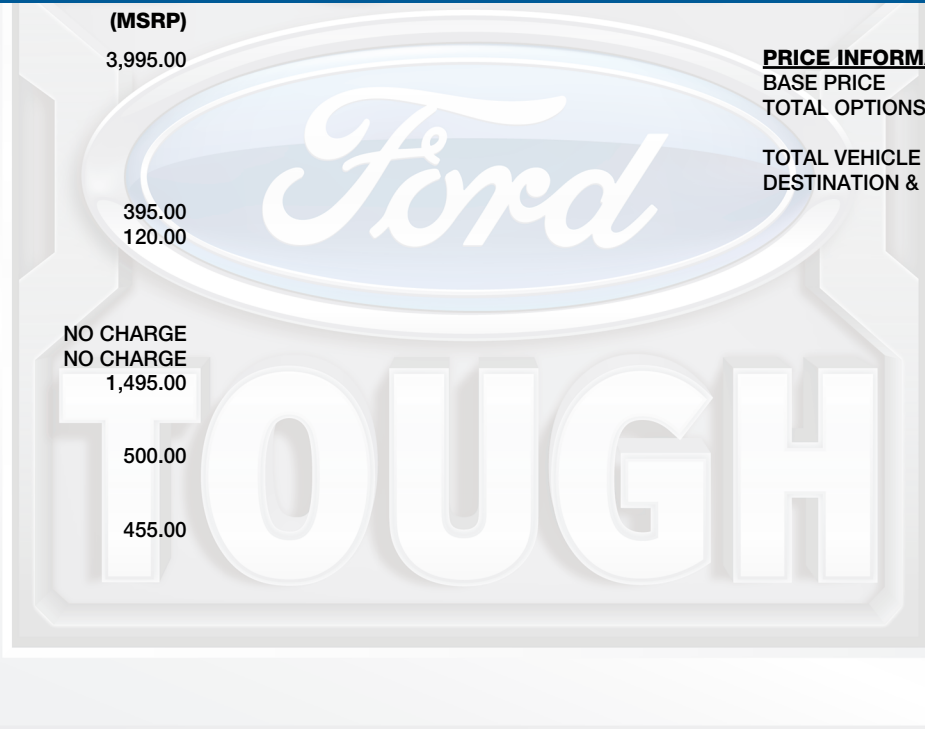 (MSRP)
3,995.00
395.00
120.00
NO CHARGE
NO CHARGE
1,495.00
500.00
455.00
PRICE INFORMA
BASE PRICE
TOTAL OPTIONS
TOTAL VEHICLE
DESTINATION &
Ford
TOUGH